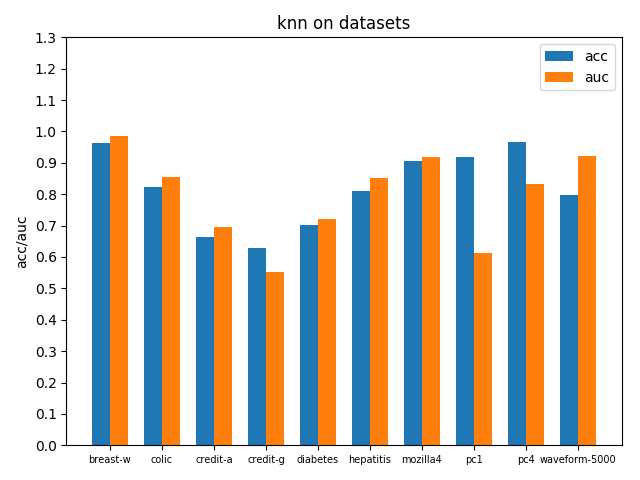 knn on datasets
acc/auc
1.3
1.2
1.1
1.0
0.9
0.8
0.7
0.6
0.5
0.4
0.3
0.2
0.1
0.0
acc
auc
breast-w colic credit-a credit-g diabetes hepatitis mozilla4 pc1 pc4 waveform-5000